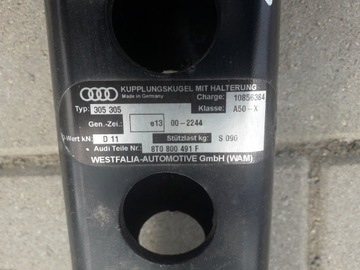 KUPPLUNGSKUGEL MIT HALTERUNG
Made in Germany
Charge: 10856384
Typ: 305 305 Klasse: A50-X
Gen.-Zei.: e13 00-2244
D-Wert kN: D 11 Stützlast kg: S 090
Audi Teile Nr.: 8T0 800 491 F
WESTFALIA-AUTOMOTIVE GmbH (WAM)